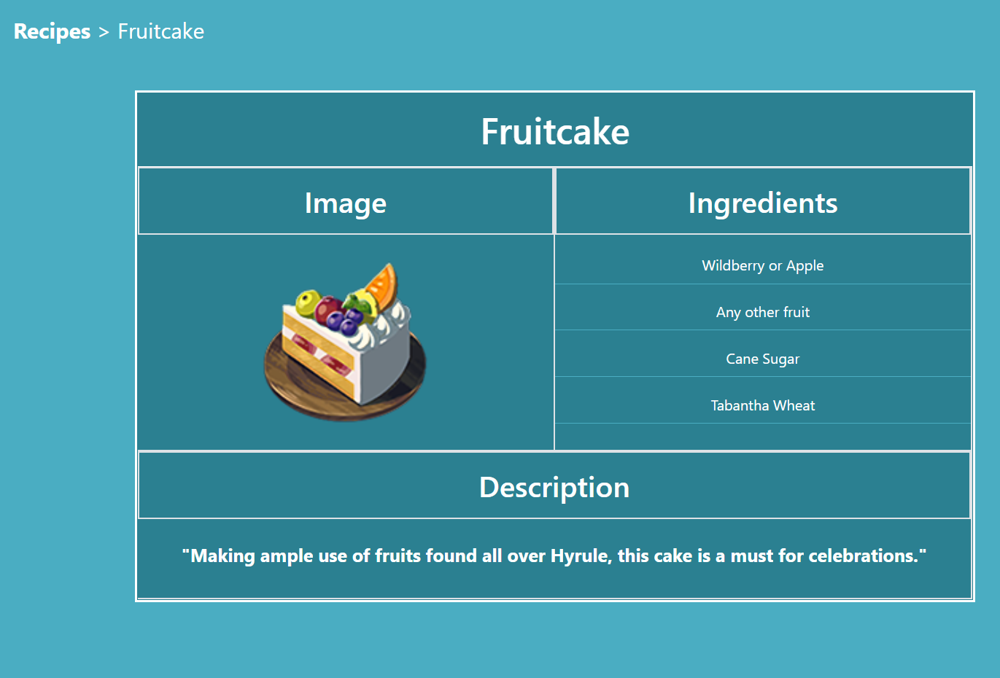 Recipes > Fruitcake
Fruitcake
Image
Ingredients
Wildberry or Apple
Any other fruit
Cane Sugar
Tabantha Wheat
Description
"Making ample use of fruits found all over Hyrule, this cake is a must for celebrations."